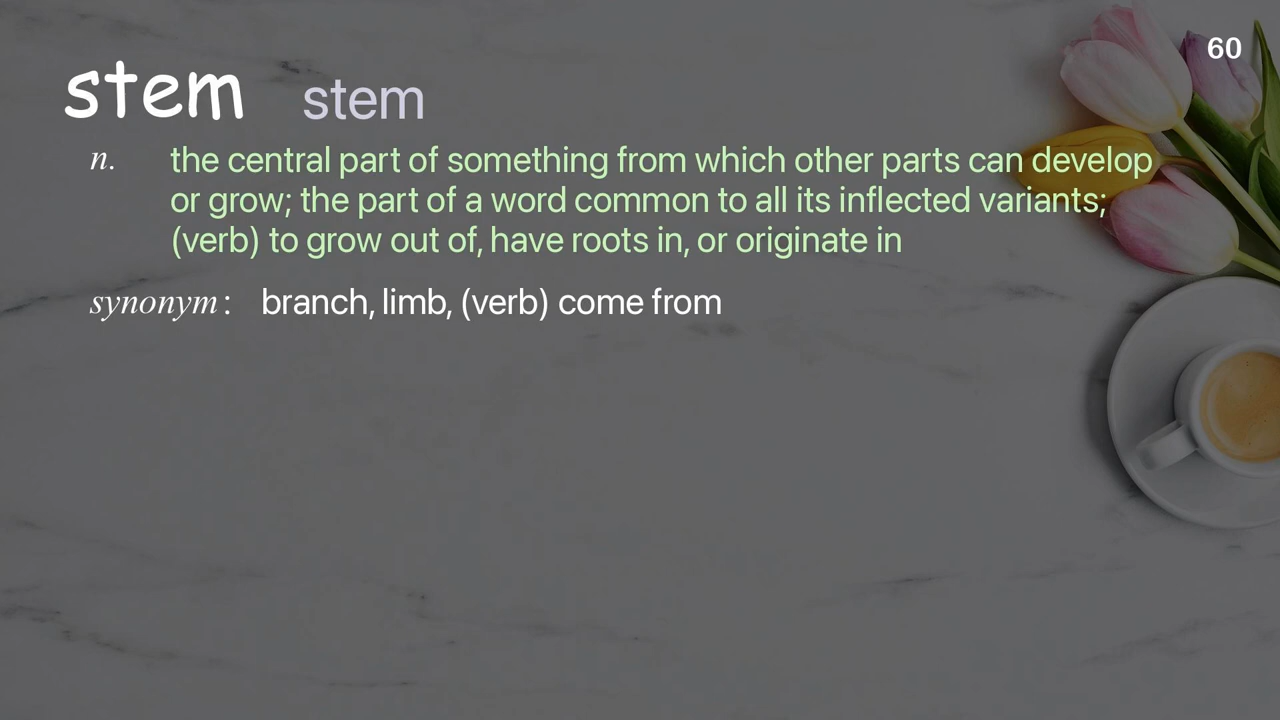 60
stem stem
n. the central part of something from which other parts can develop
or grow; the part of a word common to all its inflected variants;
(verb) to grow out of, have roots in, or originate in
synonym: branch, limb, (verb) come from